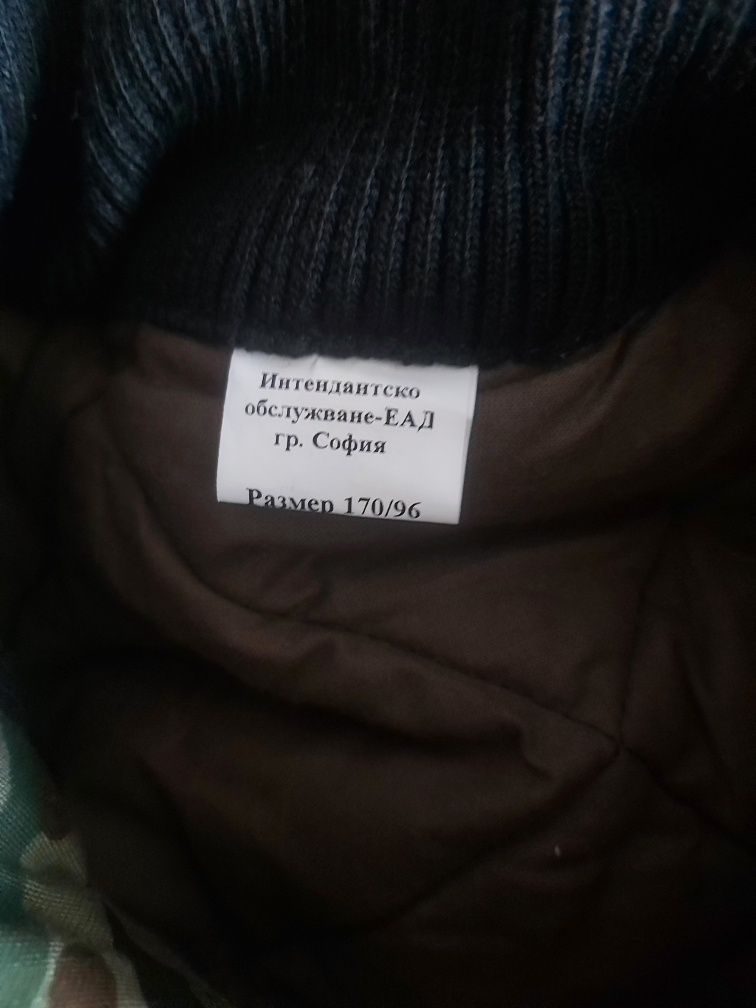 Интендантско
обслужване-ЕАД
гр. София
Размер 170/96